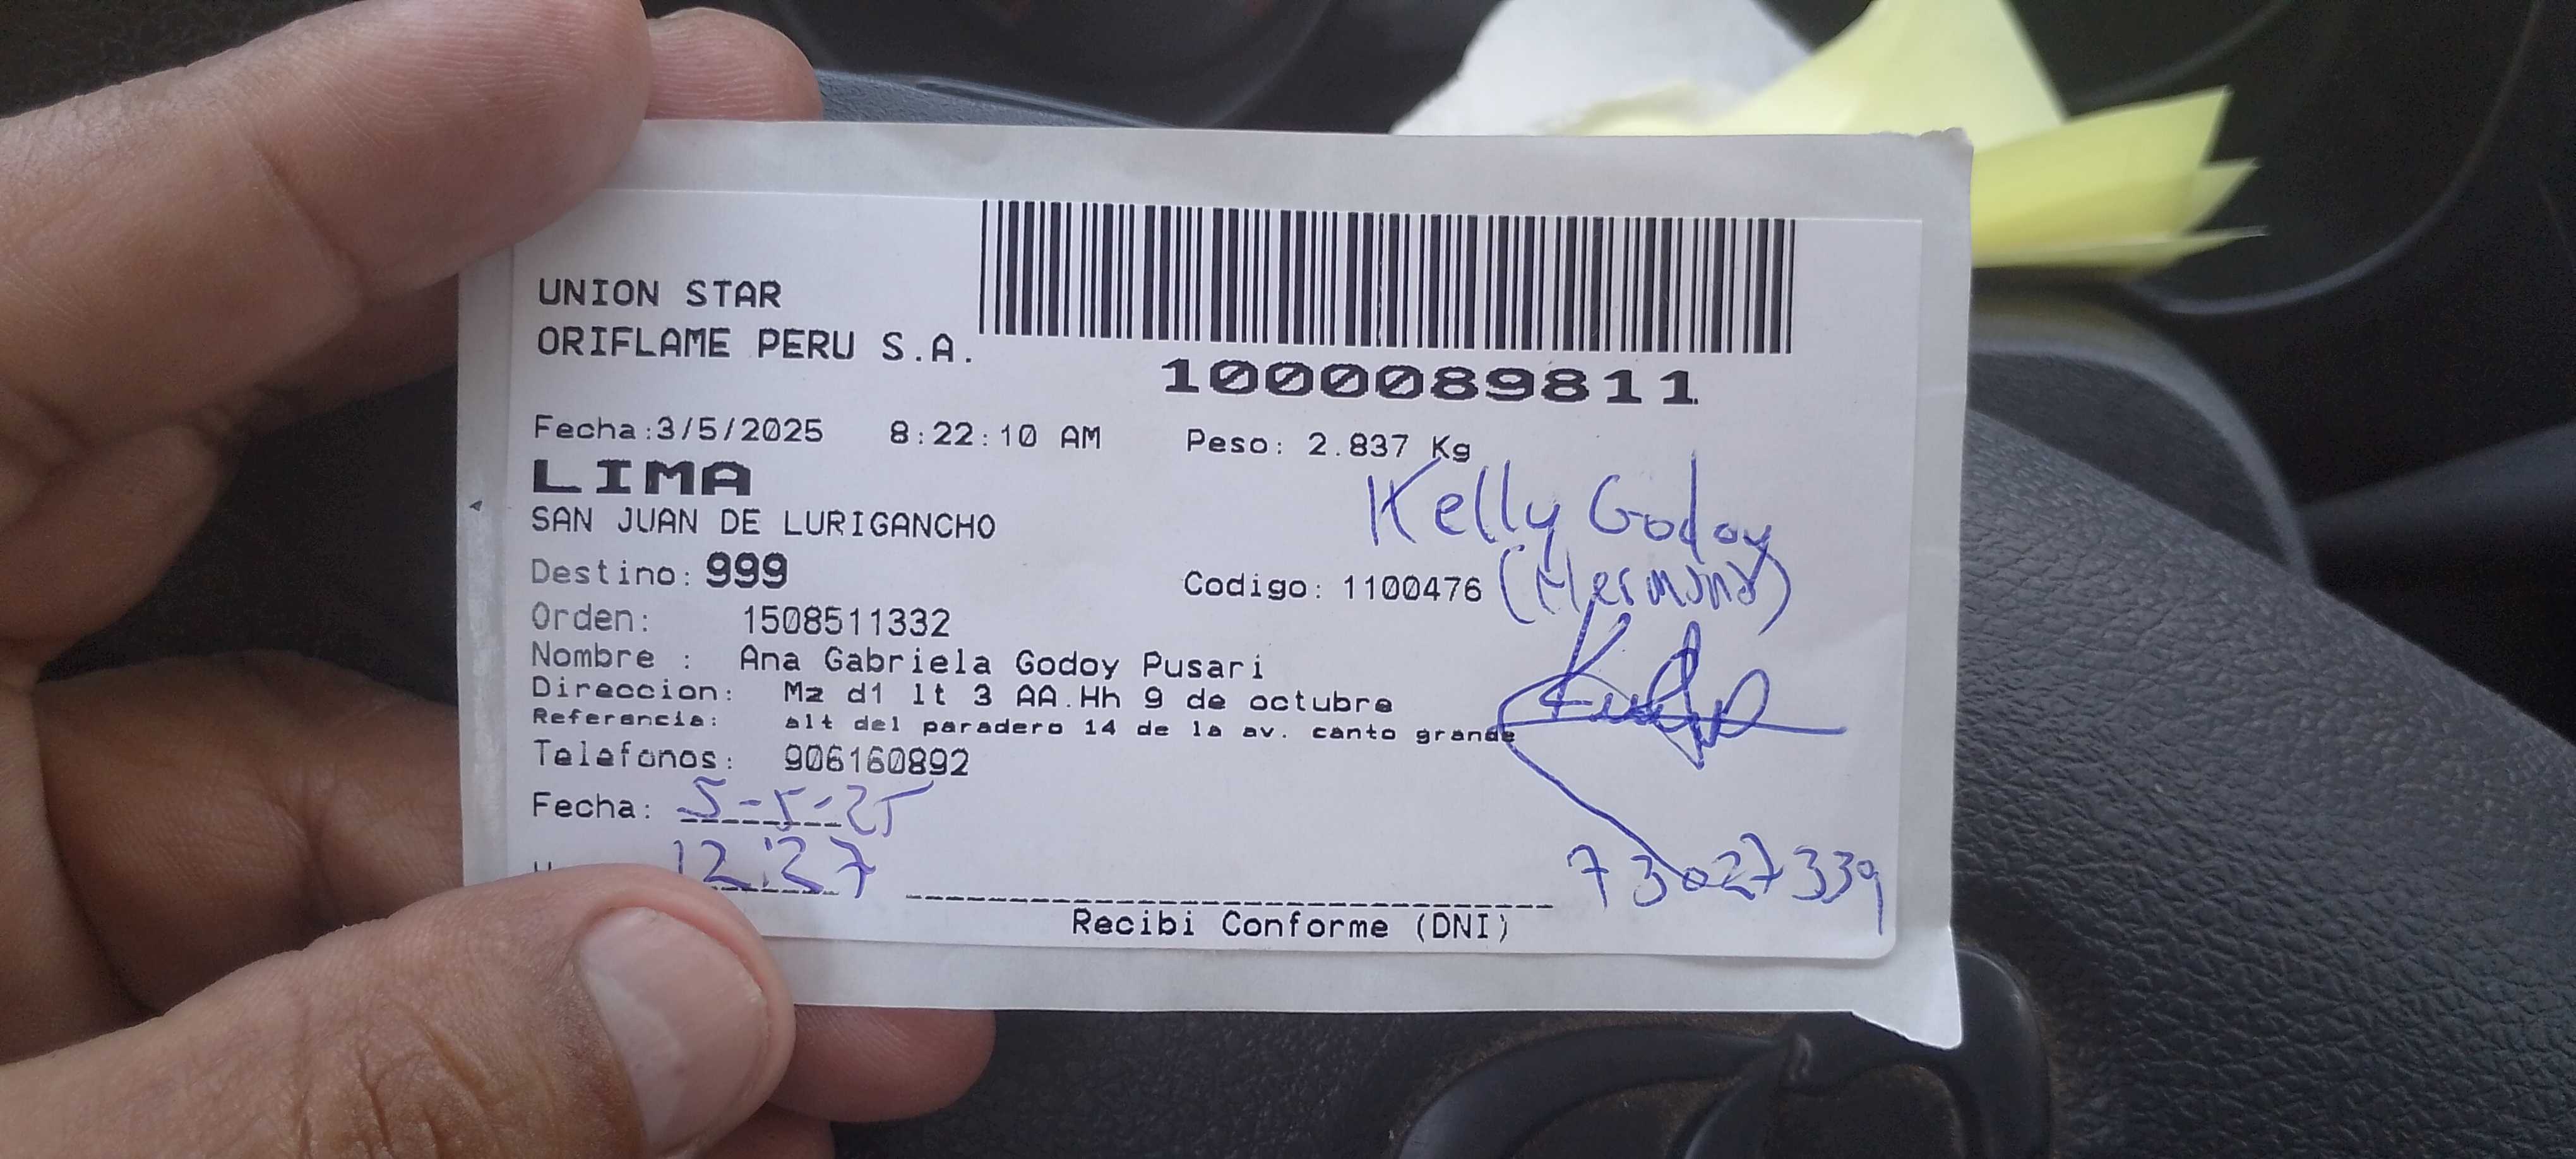 UNION STAR
ORIFLAME PERU S.A.
1000089811
Fecha:3/5/2025 8:22:10 AM Peso: 2.837 Kg
LIMA
Kelly Godoy
SAN JUAN DE LURIGANCHO
Destino: 999 Codigo: 1100476 (Hermana)
Orden: 1508511332
Nombre : Ana Gabriela Godoy Pusari
Direccion: Mz d1 lt 3 AA.Hh 9 de octubre
Referencia: alt del paradero 14 de la av. canto grande
Telefonos: 906160892
Fecha: 5-5-25
12:27
73027339
Recibi Conforme (DNI)